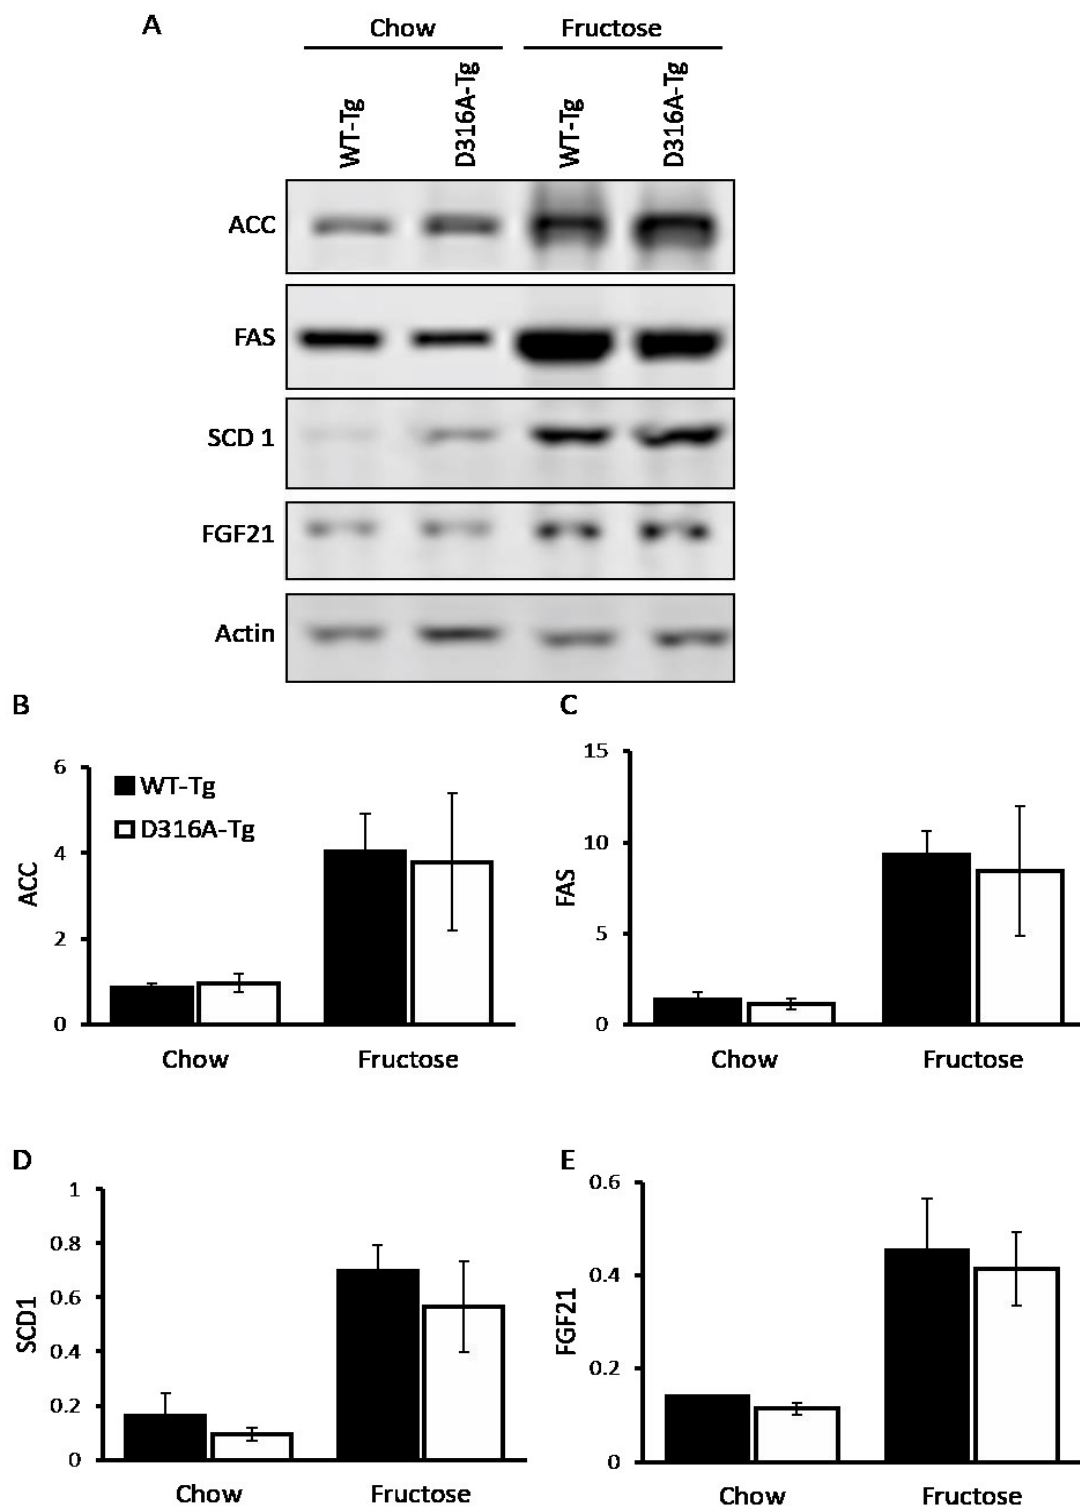 A
Chow Fructose
WT-Tg D316A-Tg WT-Tg D316A-Tg
ACC
FAS
SCD 1
FGF21
Actin
B
6
4
2
0
ACC
WT-Tg
D316A-Tg
Chow Fructose
C
15
10
5
0
FAS
Chow Fructose
D
1
0.8
0.6
0.4
0.2
0
SCD1
Chow Fructose
E
0.6
0.4
0.2
0
FGF21
Chow Fructose